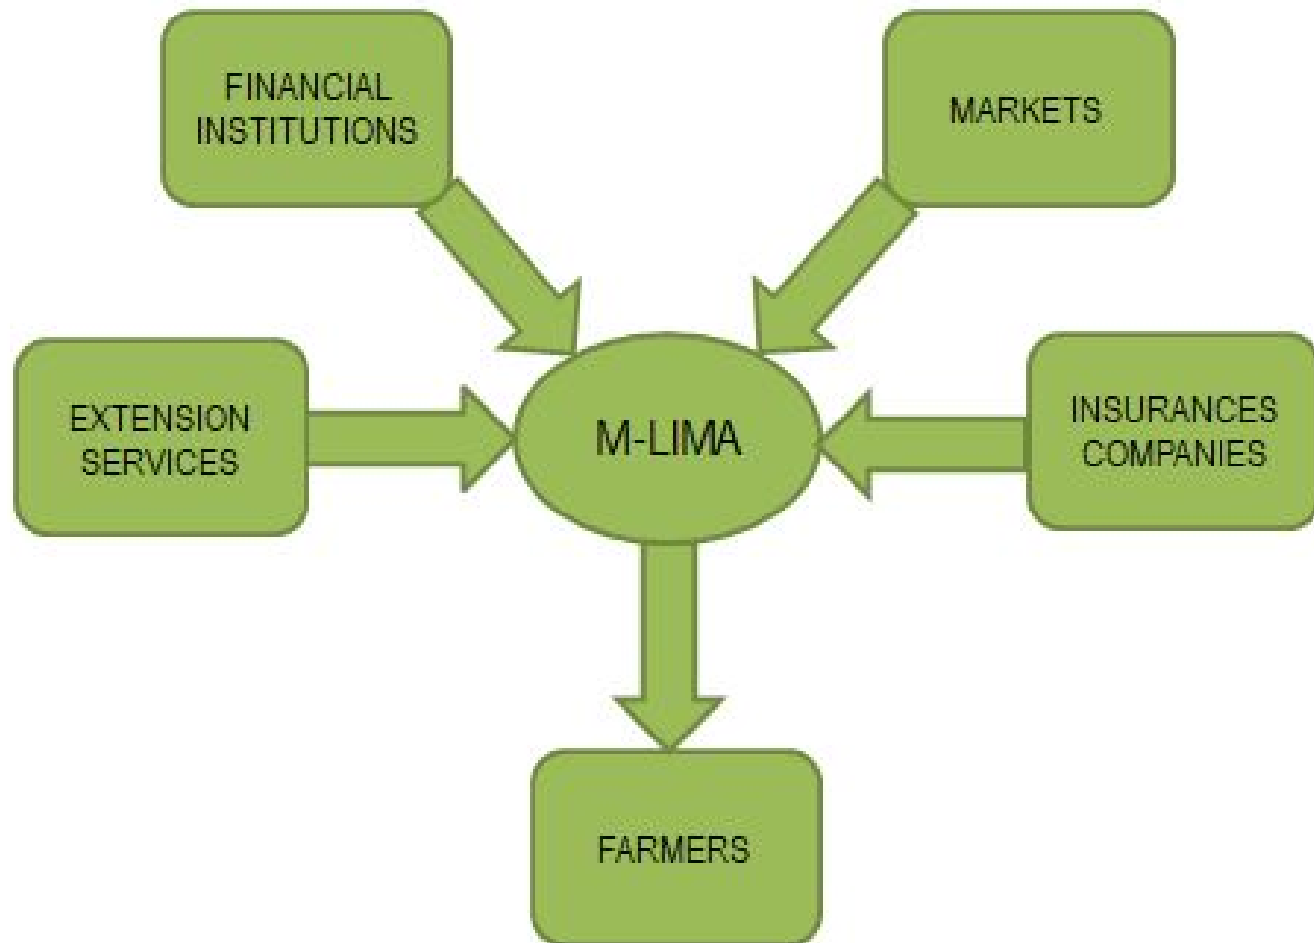 FINANCIAL
INSTITUTIONS
MARKETS
EXTENSION
SERVICES
M-LIMA
INSURANCES
COMPANIES
FARMERS